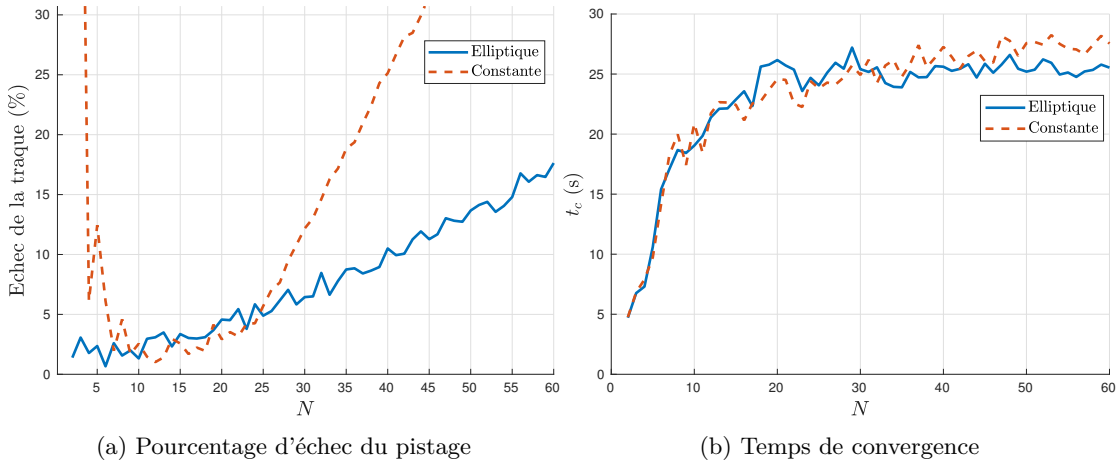 Echec de la traque (%)
30
25
20
15
10
5
0
5 10 15 20 25 30 35 40 45 50 55 60
N
Elliptique
Constante
(a) Pourcentage d'échec du pistage
t_c (s)
30
25
20
15
10
5
0
0 10 20 30 40 50 60
N
Elliptique
Constante
(b) Temps de convergence